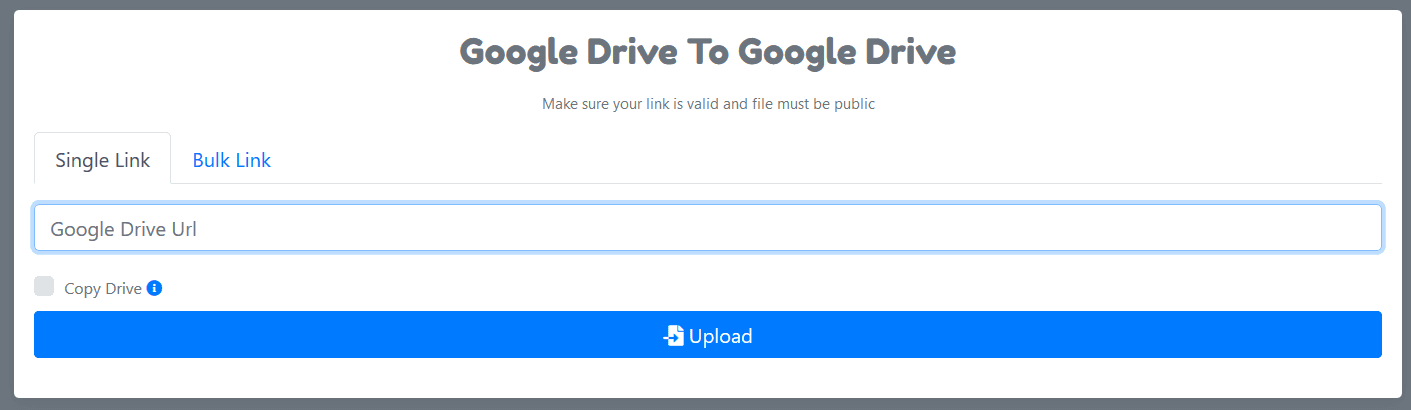 Google Drive To Google Drive
Make sure your link is valid and file must be public
Single Link Bulk Link
Google Drive Url
Copy Drive
Upload